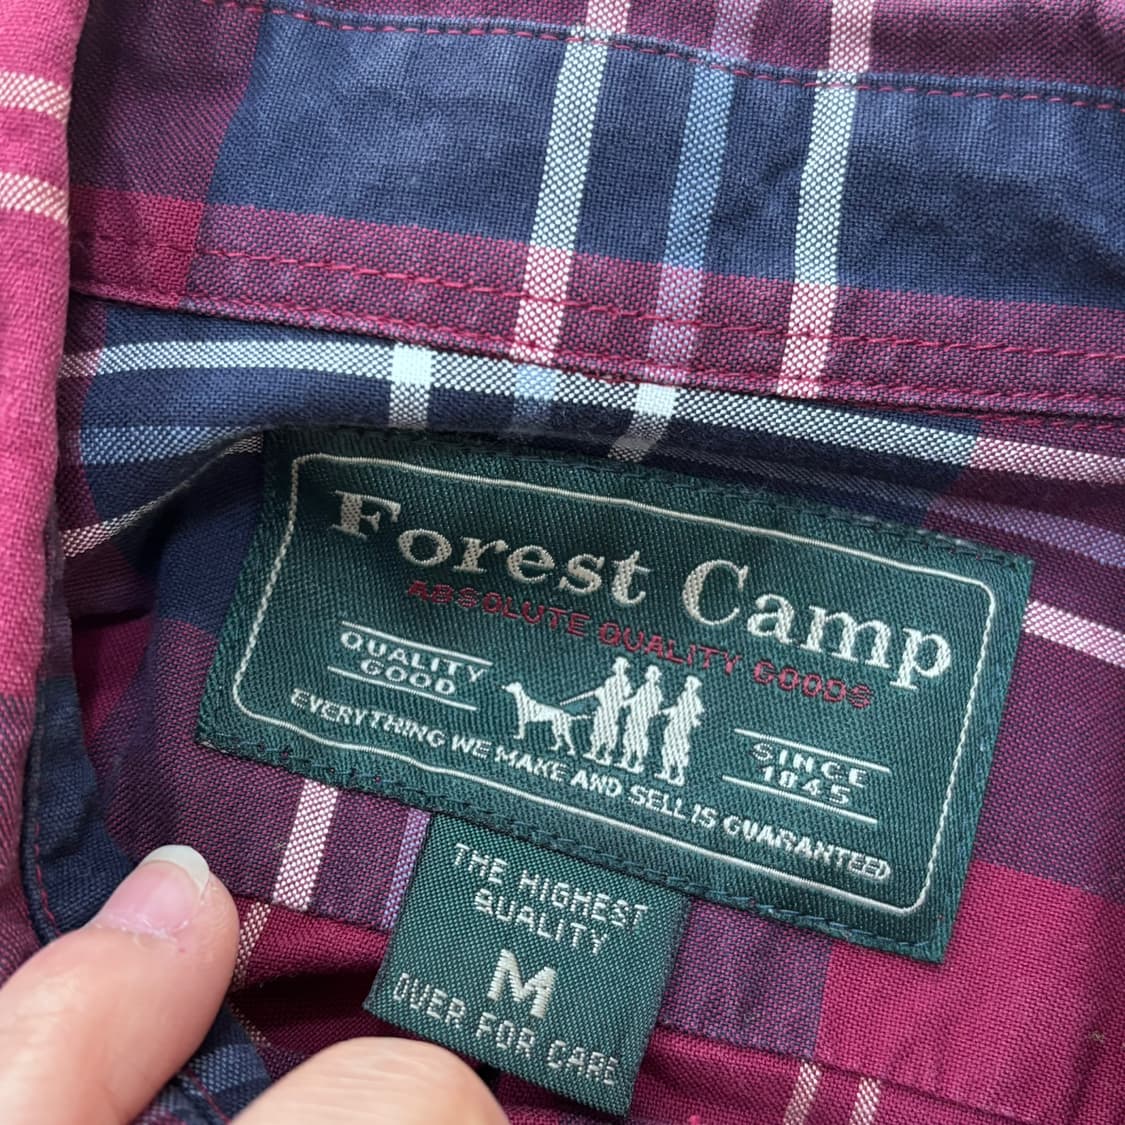 Forest Camp
ABSOLUTE QUALITY GOODS
QUALITY
GOOD
SINCE
1845
EVERYTHING WE MAKE AND SELL IS GUARANTEED
THE HIGHEST
QUALITY
M
OVER FOR CARE